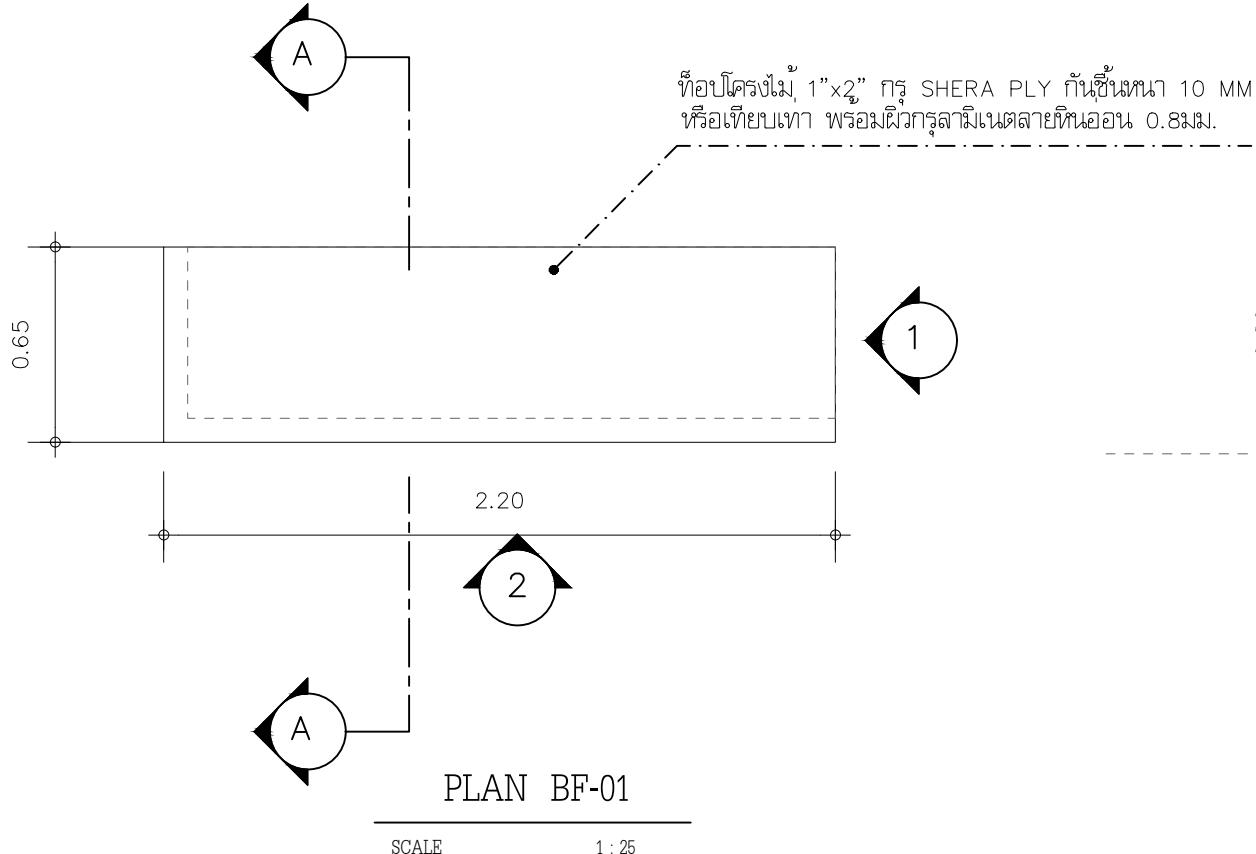 A
ท็อปโครงไม้ 1”x2” กรุ SHERA PLY กันชื้นหนา 10 MM
หรือเทียบเท่า พร้อมผิวกรุลามิเนตลายหินอ่อน 0.8มม.
0.65
1
2.20
2
A
PLAN BF-01
SCALE 1 : 25